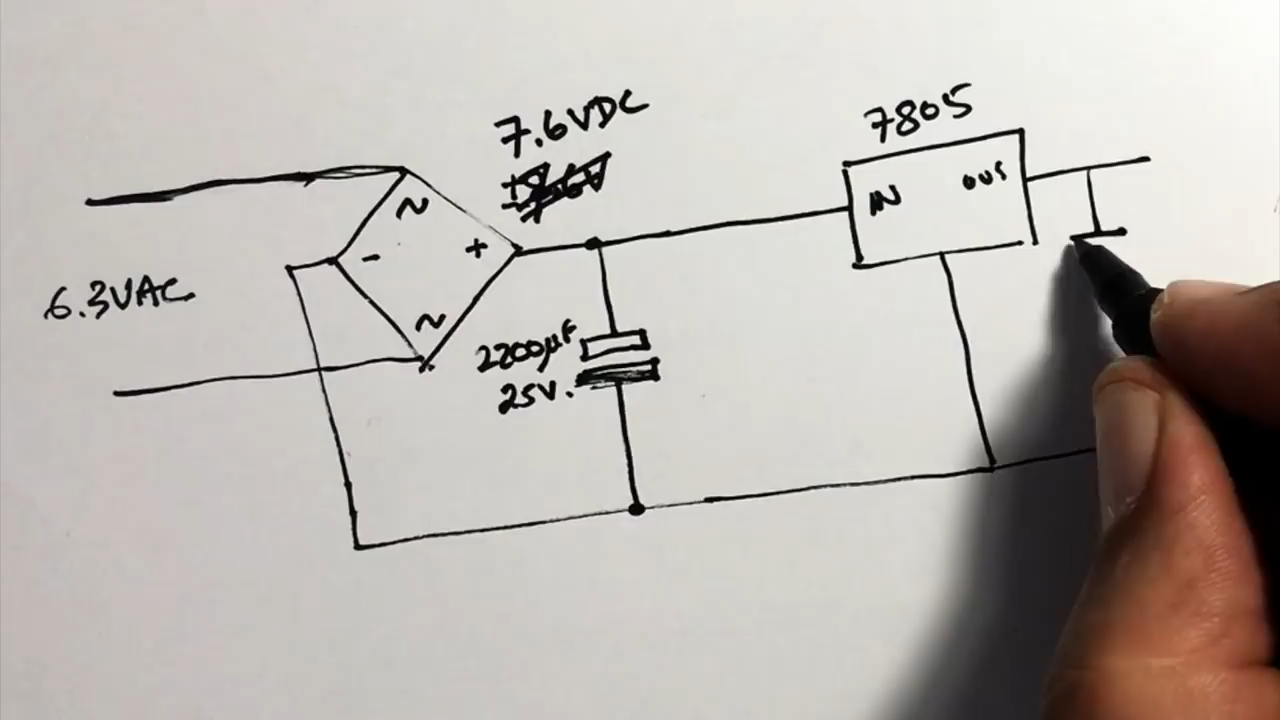 7.6VDC
7805
IN
OUS
~
-
+
~
6.3VAC
2200µF
25V.